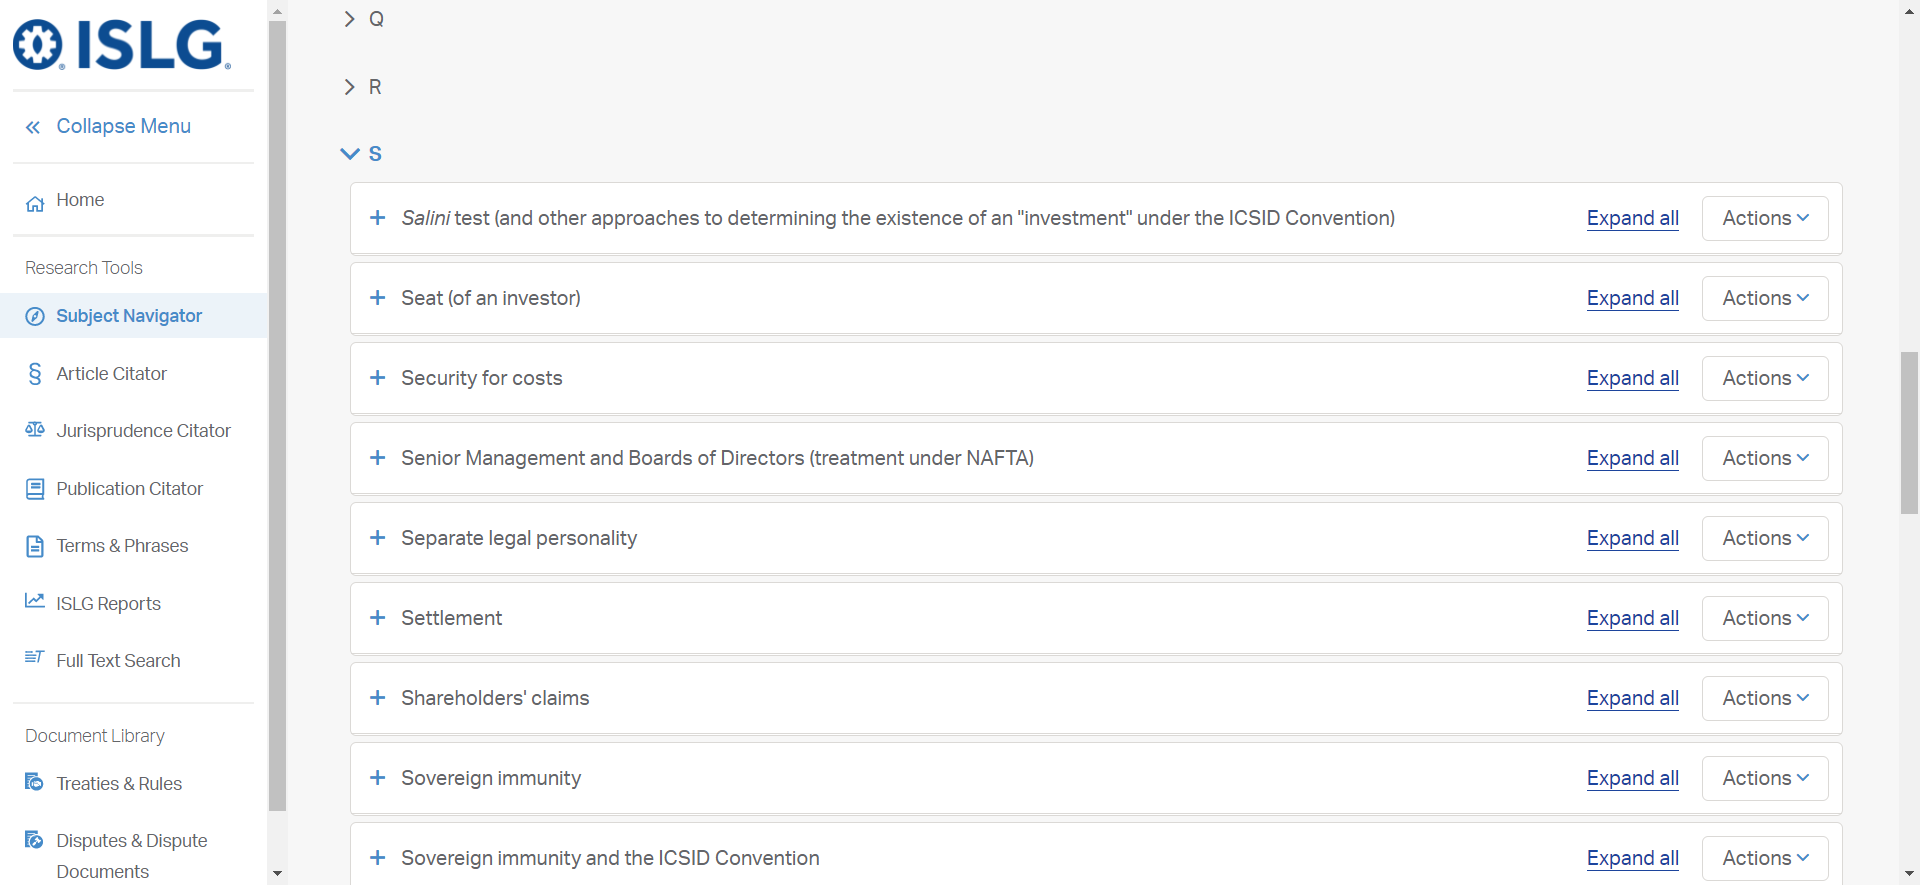 ISLG
Collapse Menu
Home
Research Tools
Subject Navigator
Article Citator
Jurisprudence Citator
Publication Citator
Terms & Phrases
ISLG Reports
Full Text Search
Document Library
Treaties & Rules
Disputes & Dispute
Documents
Q
R
S
Salini test (and other approaches to determining the existence of an "investment" under the ICSID Convention) Expand all Actions
Seat (of an investor) Expand all Actions
Security for costs Expand all Actions
Senior Management and Boards of Directors (treatment under NAFTA) Expand all Actions
Separate legal personality Expand all Actions
Settlement Expand all Actions
Shareholders' claims Expand all Actions
Sovereign immunity Expand all Actions
Sovereign immunity and the ICSID Convention Expand all Actions